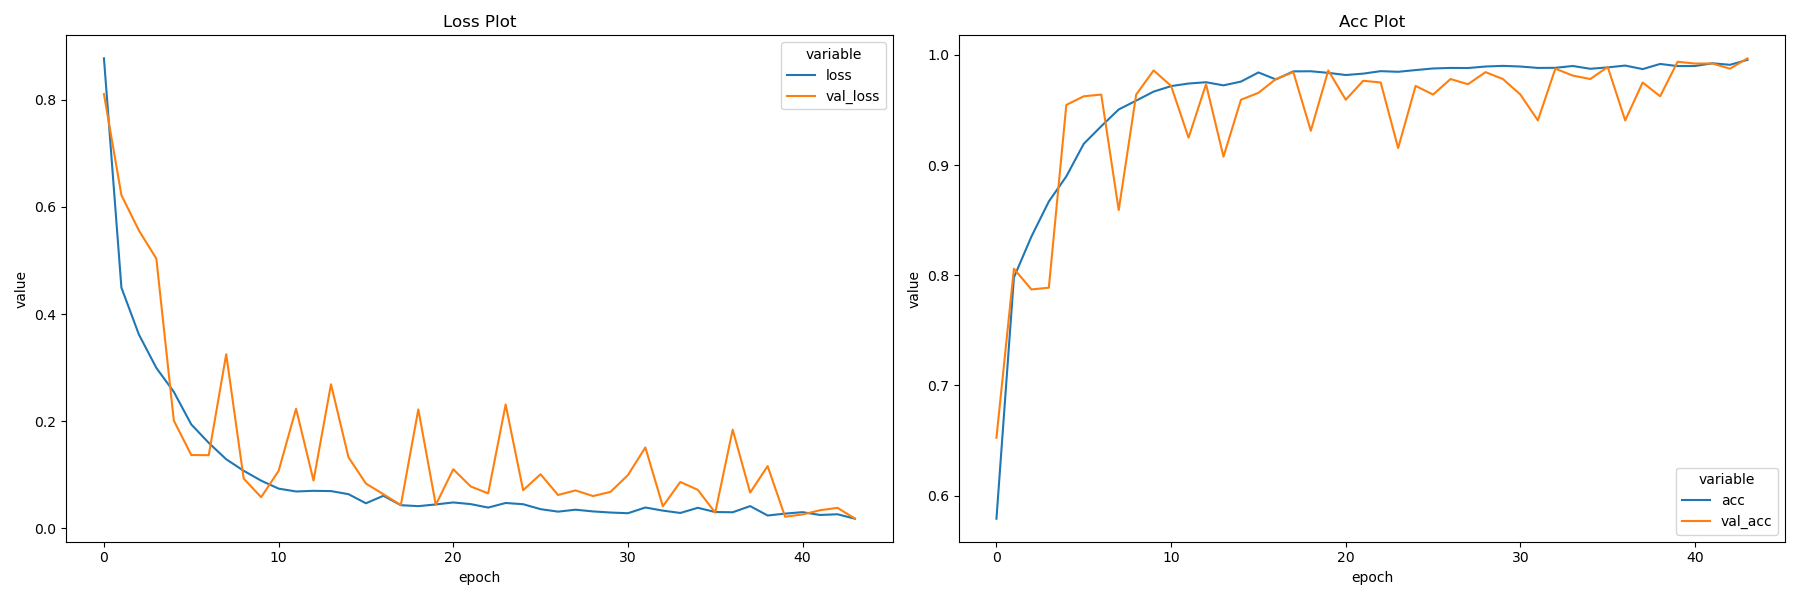 Loss Plot
value
0.8
0.6
0.4
0.2
0.0
variable
loss
val_loss
0 10 20 30 40
epoch
Acc Plot
value
1.0
0.9
0.8
0.7
0.6
variable
acc
val_acc
0 10 20 30 40
epoch